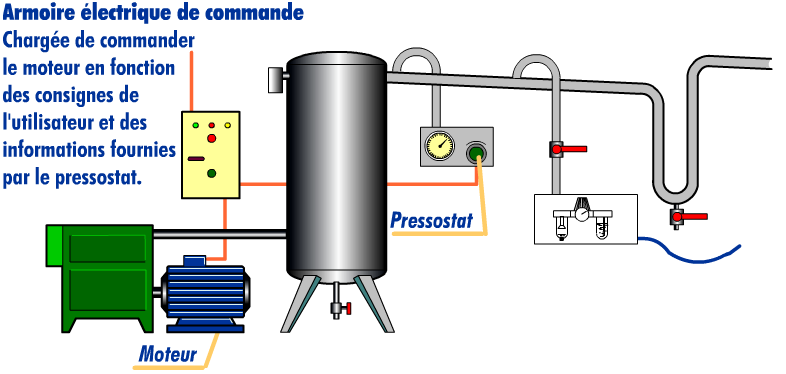 Armoire électrique de commande
Chargée de commander
le moteur en fonction
des consignes de
l'utilisateur et des
informations fournies
par le pressostat.
Pressostat
Moteur